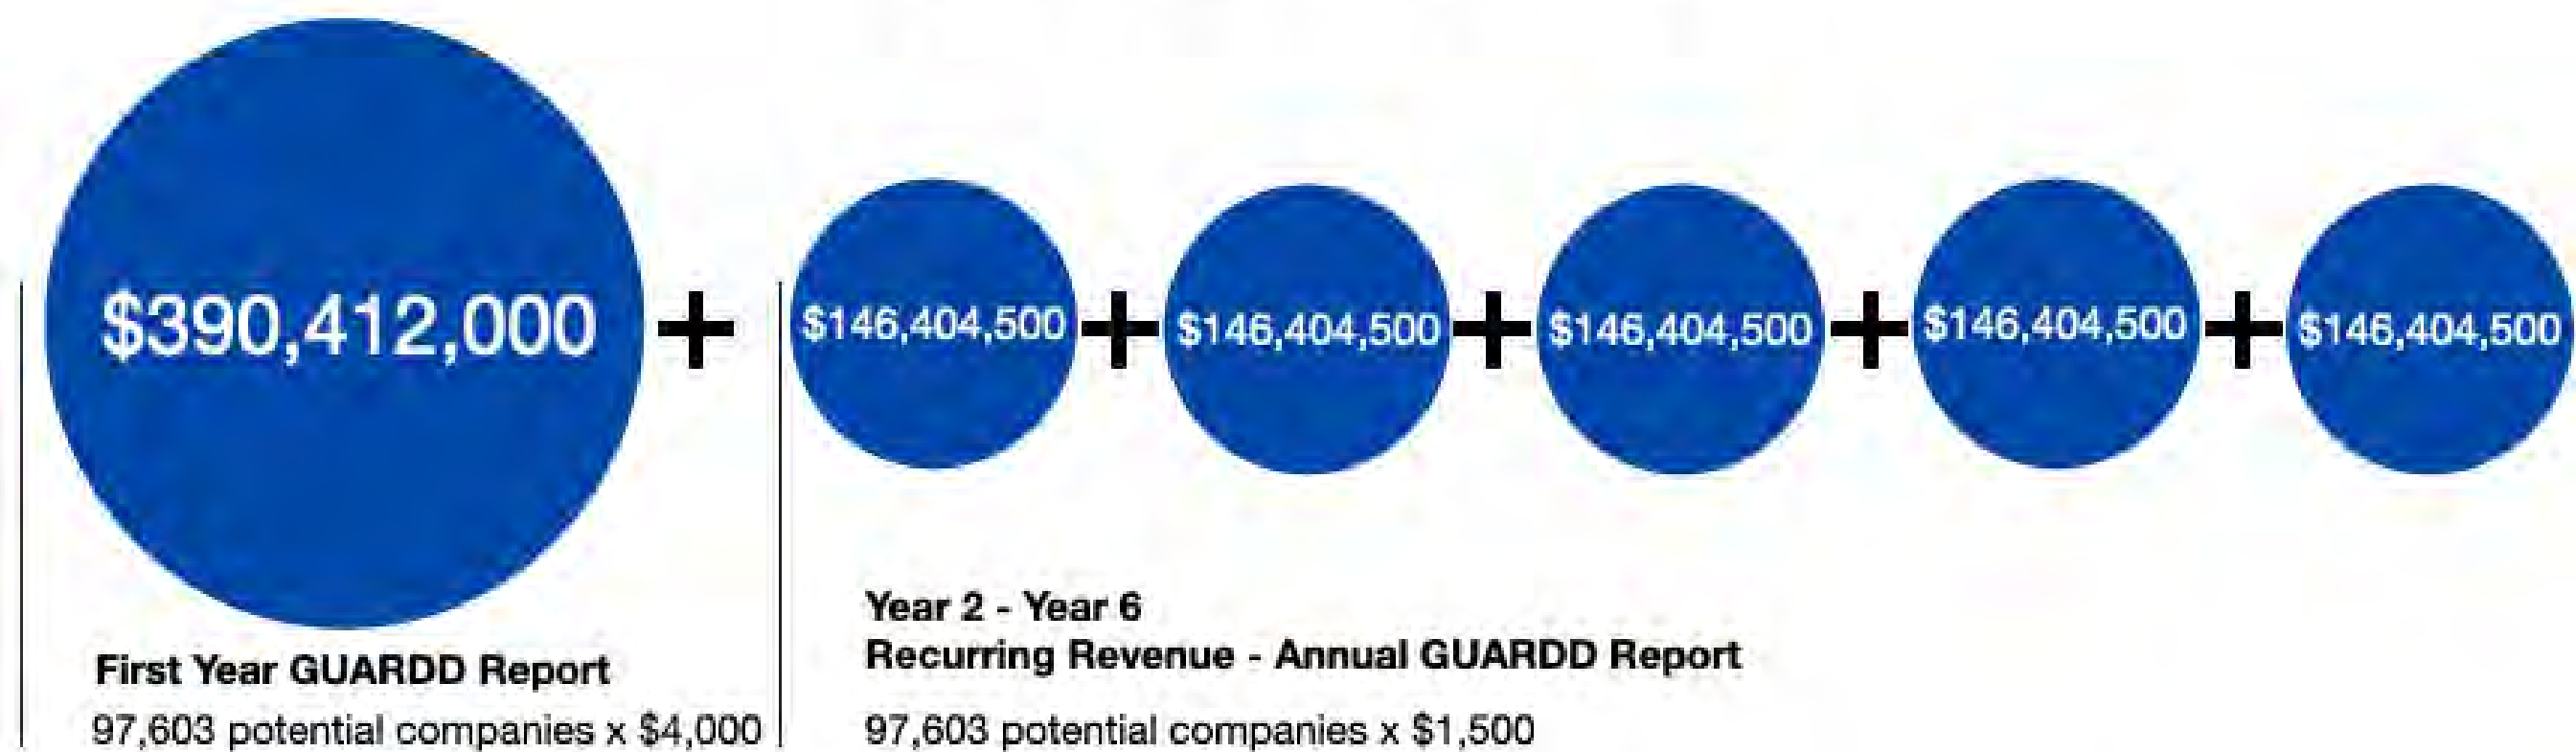 $390,412,000 + $146,404,500 + $146,404,500 + $146,404,500 + $146,404,500 + $146,404,500
First Year GUARDD Report
97,603 potential companies x $4,000
Year 2 - Year 6
Recurring Revenue - Annual GUARDD Report
97,603 potential companies x $1,500